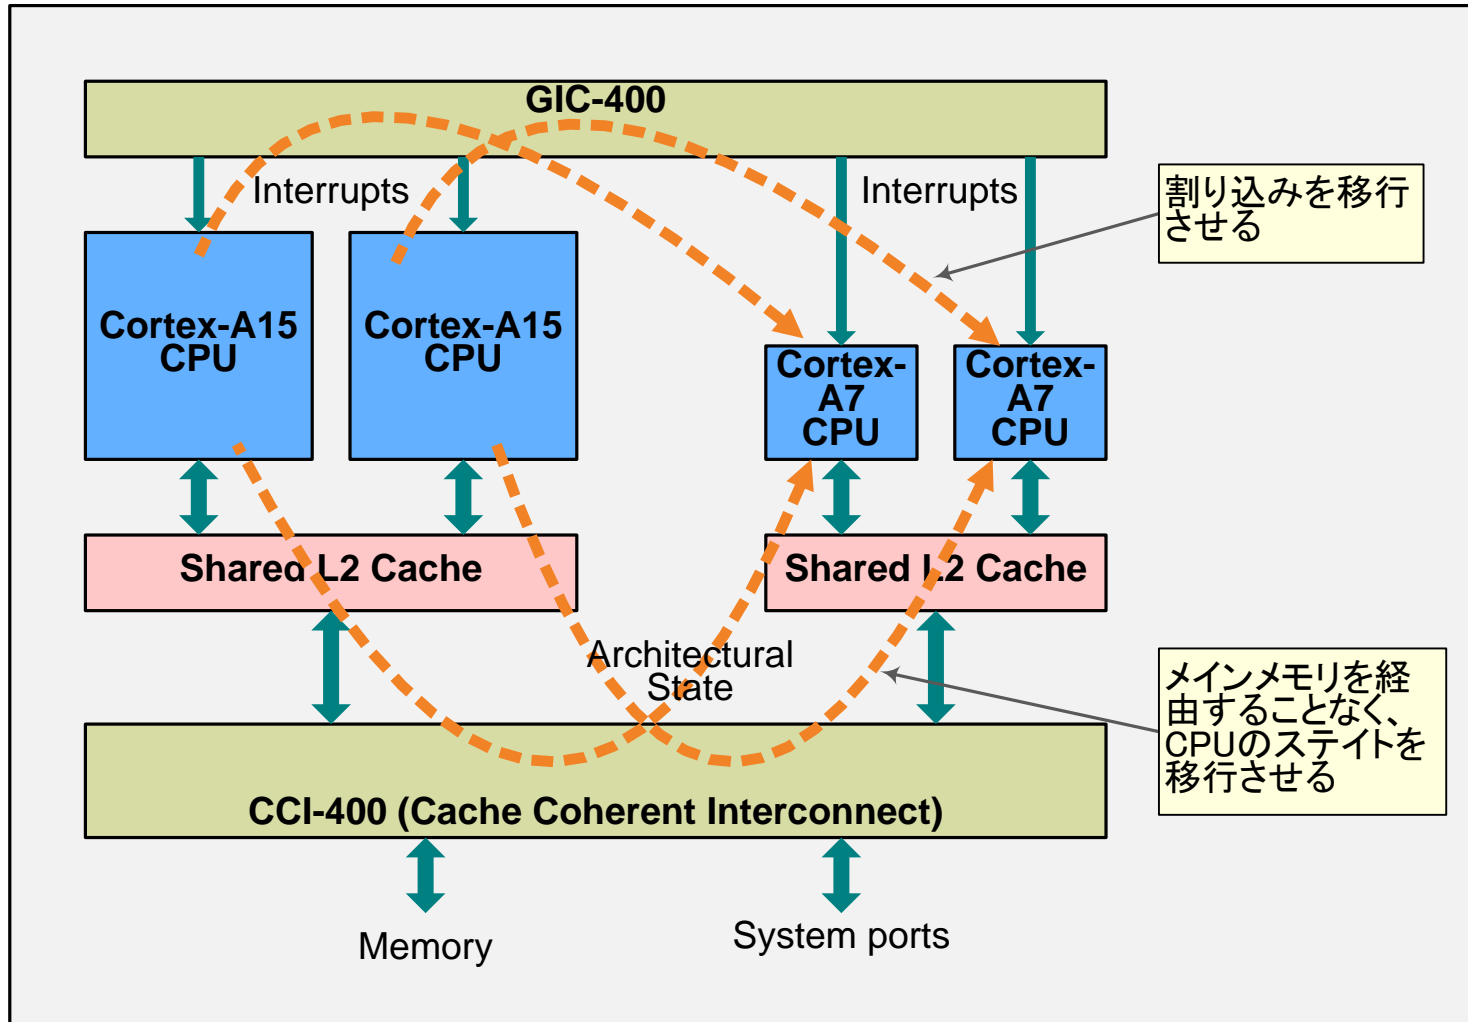 GIC-400
Interrupts
Interrupts
割り込みを移行
させる
Cortex-A15
CPU
Cortex-A15
CPU
Cortex-
A7
CPU
Cortex-
A7
CPU
Shared L2 Cache
Shared L2 Cache
Architectural
State
メインメモリを経
由することなく、
CPUのステイトを
移行させる
CCI-400 (Cache Coherent Interconnect)
Memory
System ports